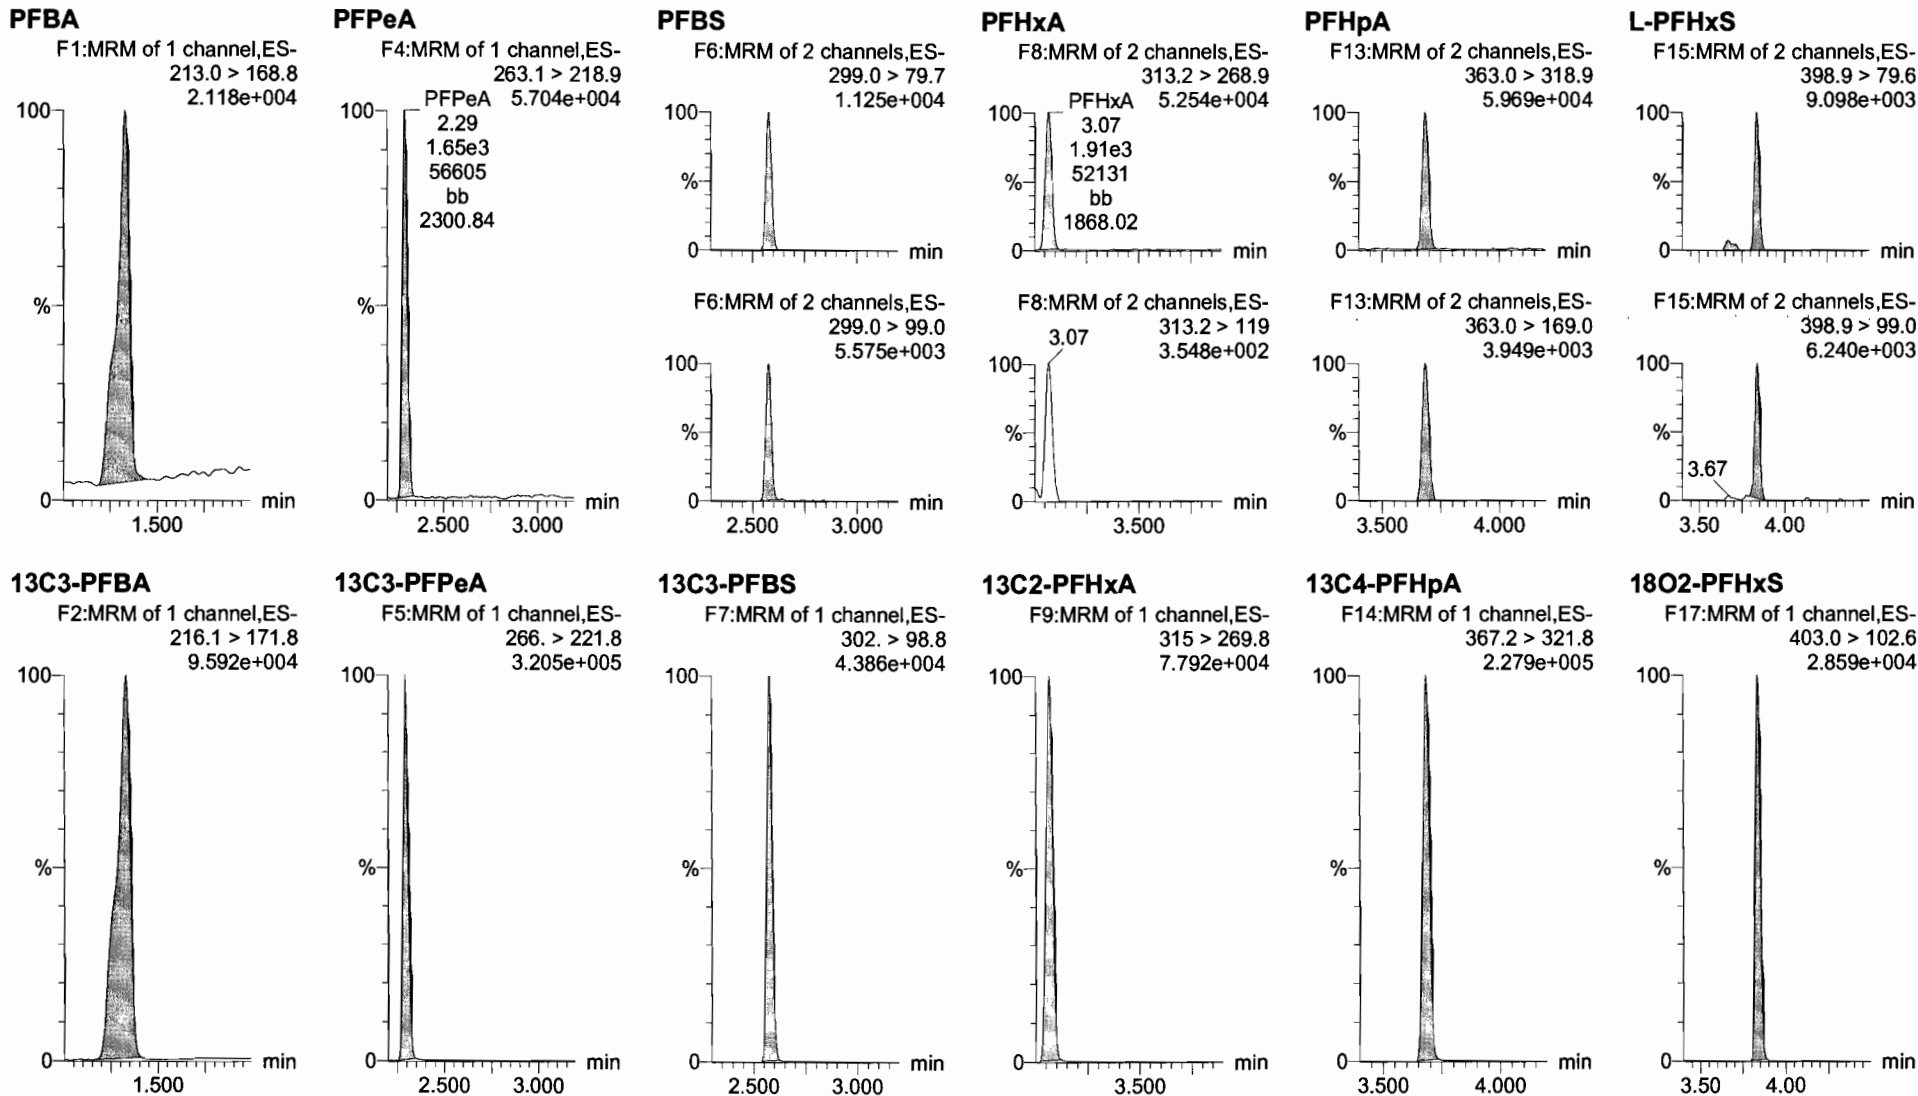 PFBA
F1:MRM of 1 channel,ES-
213.0 > 168.8
2.118e+004
100
%
0
min
1.500
PFPeA
F4:MRM of 1 channel,ES-
263.1 > 218.9
5.704e+004
PFPeA
2.29
1.65e3
56605
bb
2300.84
100
%
0
min
2.500 3.000
PFBS
F6:MRM of 2 channels,ES-
299.0 > 79.7
1.125e+004
100
%
0
min
F6:MRM of 2 channels,ES-
299.0 > 99.0
5.575e+003
100
%
0
min
2.500 3.000
PFHxA
F8:MRM of 2 channels,ES-
313.2 > 268.9
5.254e+004
PFHxA
3.07
1.91e3
52131
bb
1868.02
100
%
0
min
F8:MRM of 2 channels,ES-
313.2 > 119
3.548e+002
3.07
100
%
0
min
3.500
PFHpA
F13:MRM of 2 channels,ES-
363.0 > 318.9
5.969e+004
100
%
0
min
F13:MRM of 2 channels,ES-
363.0 > 169.0
3.949e+003
100
%
0
min
3.500 4.000
L-PFHxS
F15:MRM of 2 channels,ES-
398.9 > 79.6
9.098e+003
100
%
0
min
F15:MRM of 2 channels,ES-
398.9 > 99.0
6.240e+003
100
%
3.67
0
min
3.50 4.00
13C3-PFBA
F2:MRM of 1 channel,ES-
216.1 > 171.8
9.592e+004
100
%
0
min
1.500
13C3-PFPeA
F5:MRM of 1 channel,ES-
266. > 221.8
3.205e+005
100
%
0
min
2.500 3.000
13C3-PFBS
F7:MRM of 1 channel,ES-
302. > 98.8
4.386e+004
100
%
0
min
2.500 3.000
13C2-PFHxA
F9:MRM of 1 channel,ES-
315 > 269.8
7.792e+004
100
%
0
min
3.500
13C4-PFHpA
F14:MRM of 1 channel,ES-
367.2 > 321.8
2.279e+005
100
%
0
min
3.500 4.000
18O2-PFHxS
F17:MRM of 1 channel,ES-
403.0 > 102.6
2.859e+004
100
%
0
min
3.50 4.00